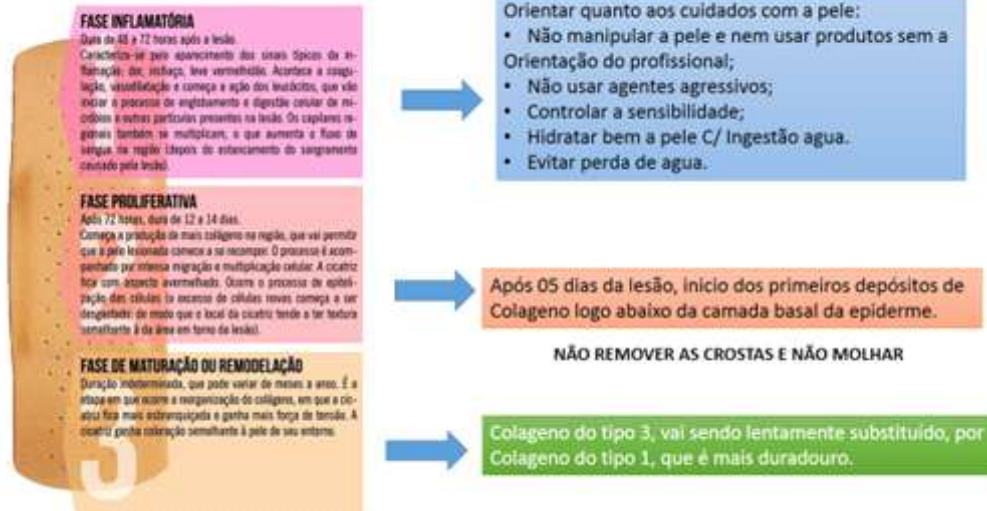 FASE INFLAMATÓRIA
Dura de 48 a 72 horas após a lesão.
Caracteriza-se pelo aparecimento dos sinais típicos da in-
flamação: dor, inchaço, leve vermelhidão. Acontece a coagu-
lação, vasodilatação e começa a ação dos leucócitos, que vão
iniciar o processo de englobamento e digestão celular de mi-
cróbios e outras partículas presentes na lesão. Os capilares re-
gionais também se multiplicam, o que aumenta o fluxo de
sangue na região (depois do estancamento do sangramento
causado pela lesão).
Orientar quanto aos cuidados com a pele:
• Não manipular a pele e nem usar produtos sem a
Orientação do profissional;
• Não usar agentes agressivos;
• Controlar a sensibilidade;
• Hidratar bem a pele C/ Ingestão agua.
• Evitar perda de agua.
FASE PROLIFERATIVA
Após 72 horas, dura de 12 a 14 dias.
Começa a produção de mais colágeno na região, que vai permitir
que a pele lesionada comece a se recompor. O processo é acom-
panhado por intensa migração e multiplicação celular. A cicatriz
fica com aspecto avermelhado. Ocorre o processo de epiteli-
zação das células (o excesso de células novas começa a ser
desgastado; de modo que o local da cicatriz tende a ter textura
semelhante à da área em torno da lesão).
Após 05 dias da lesão, inicio dos primeiros depósitos de
Colageno logo abaixo da camada basal da epiderme.
NÃO REMOVER AS CROSTAS E NÃO MOLHAR
FASE DE MATURAÇÃO OU REMODELAÇÃO
Duração indeterminada, que pode variar de meses a anos. É a
etapa em que ocorre a reorganização do colágeno, em que a cic-
atriz fica mais esbranquiçada e ganha mais força de tensão. A
cicatriz ganha coloração semelhante à pele do seu entorno.
3
Colageno do tipo 3, vai sendo lentamente substituído, por
Colageno do tipo 1, que é mais duradouro.